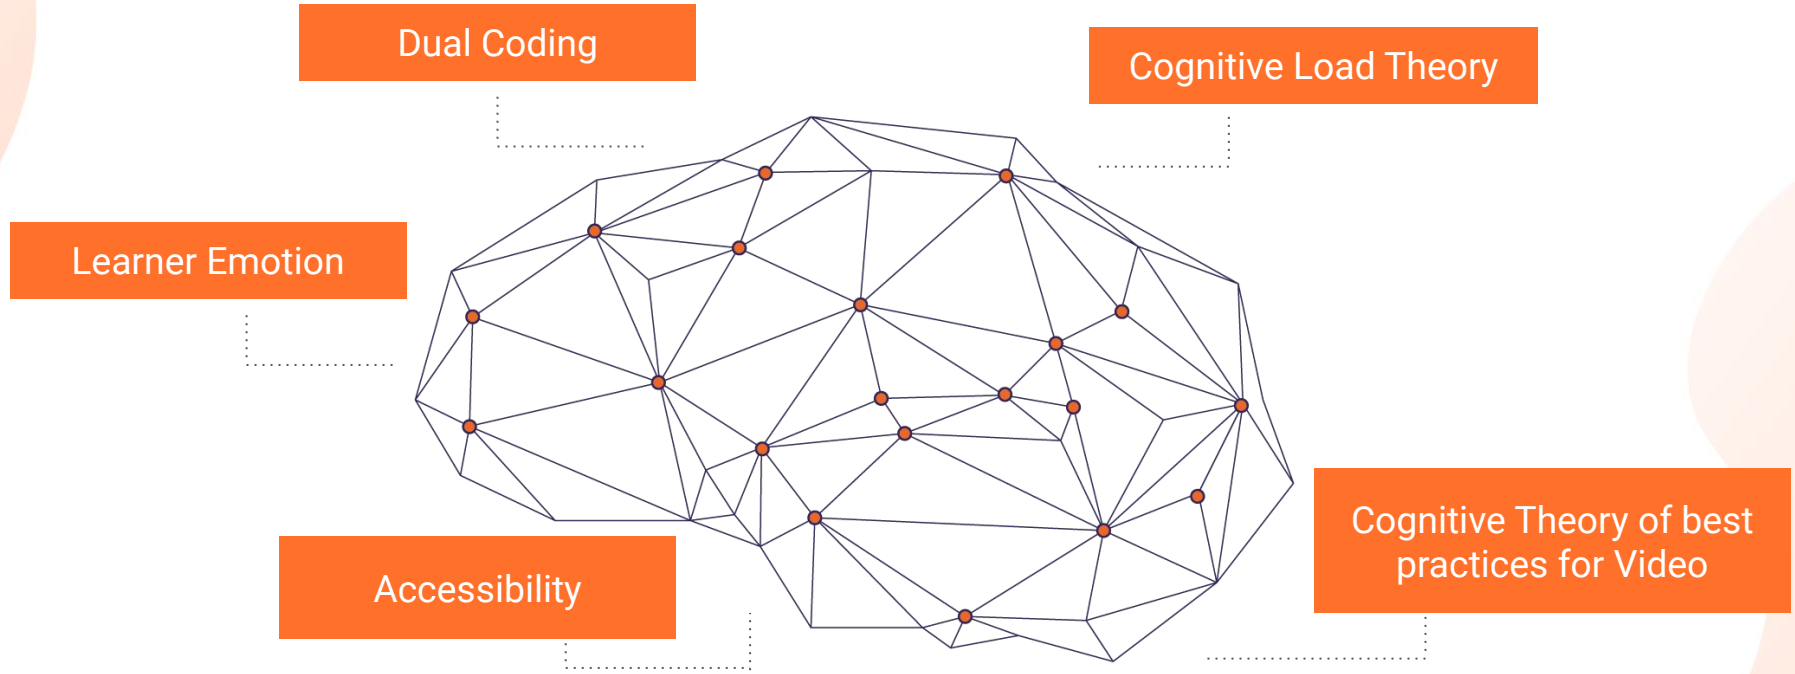 Dual Coding
Cognitive Load Theory
Learner Emotion
Cognitive Theory of best
practices for Video
Accessibility